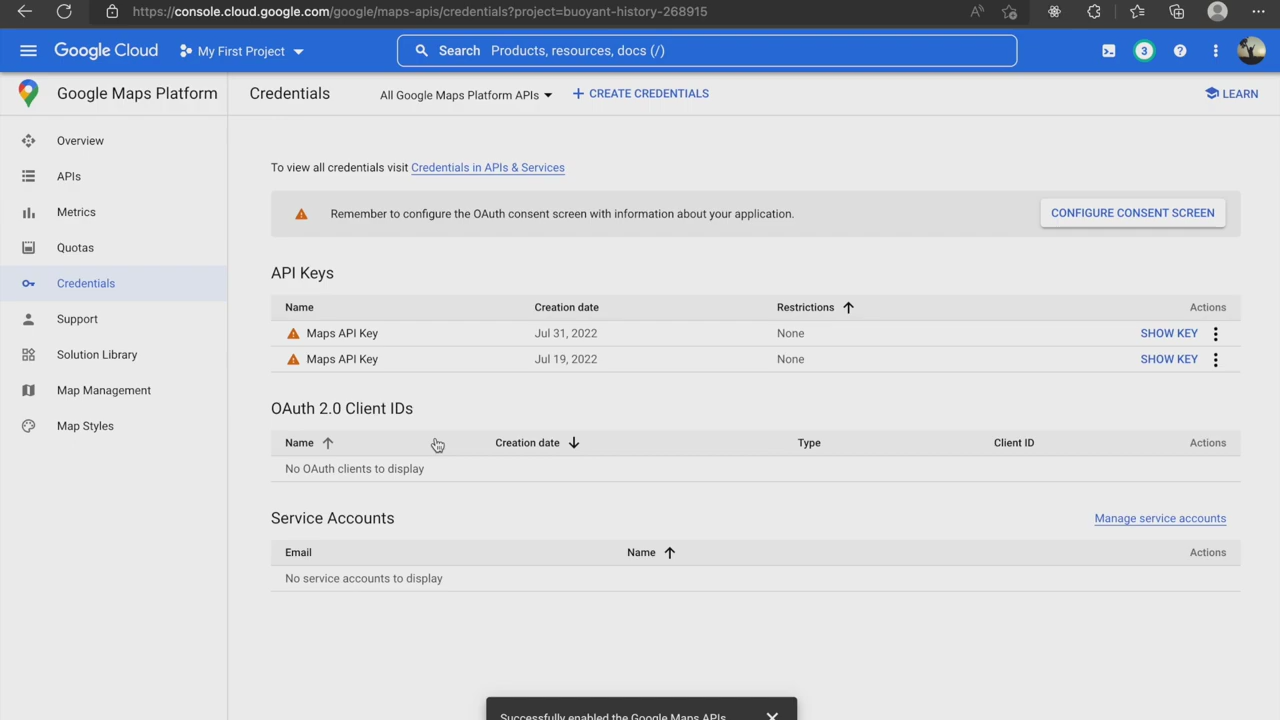 https://console.cloud.google.com/google/maps-apis/credentials?project=buoyant-history-268915
Google Cloud
My First Project
Search Products, resources, docs (/)
3
Google Maps Platform
Credentials
All Google Maps Platform APIs
+ CREATE CREDENTIALS
LEARN
Overview
APIs
Metrics
Quotas
Credentials
Support
Solution Library
Map Management
Map Styles
To view all credentials visit Credentials in APIs & Services
Remember to configure the OAuth consent screen with information about your application.
CONFIGURE CONSENT SCREEN
API Keys
Name Creation date Restrictions Actions
Maps API Key Jul 31, 2022 None SHOW KEY
Maps API Key Jul 19, 2022 None SHOW KEY
OAuth 2.0 Client IDs
Name Creation date Type Client ID Actions
No OAuth clients to display
Service Accounts
Manage service accounts
Email Name Actions
No service accounts to display
Successfully enabled the Google Maps APIs